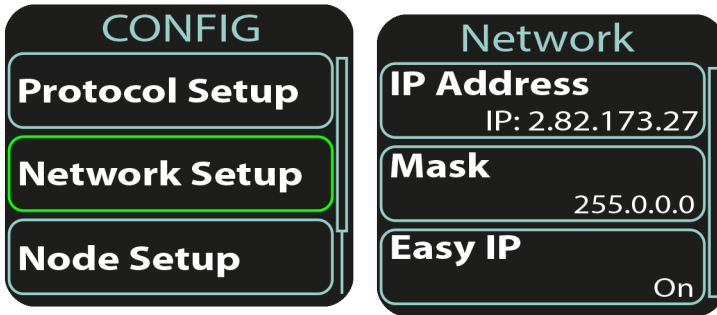 CONFIG
Protocol Setup
Network Setup
Node Setup
Network
IP Address
IP: 2.82.173.27
Mask
255.0.0.0
Easy IP
On